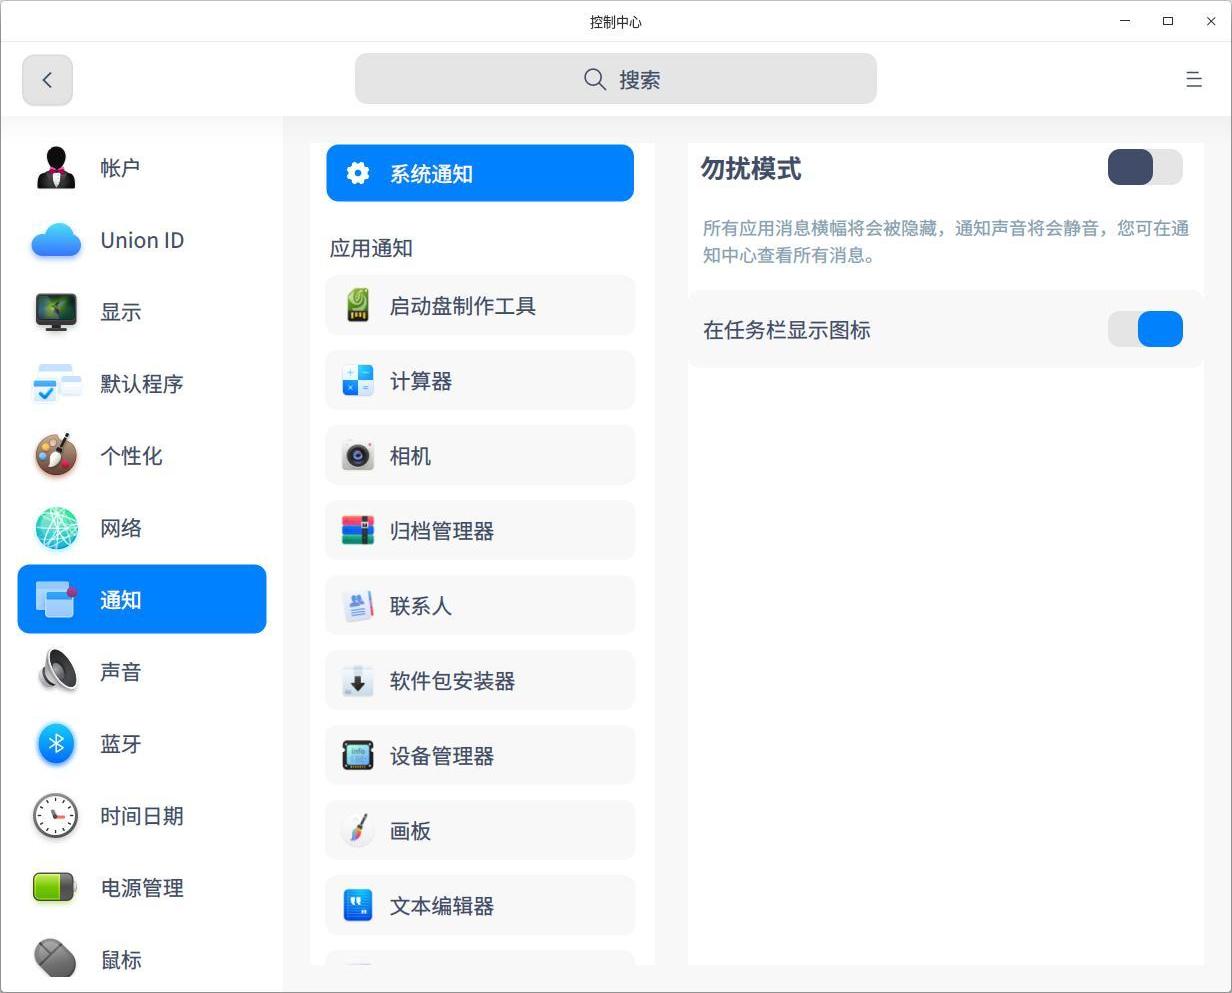 控制中心
搜索
帐户
Union ID
显示
默认程序
个性化
网络
通知
声音
蓝牙
时间日期
电源管理
鼠标
系统通知
应用通知
启动盘制作工具
计算器
相机
归档管理器
联系人
软件包安装器
设备管理器
画板
文本编辑器
勿扰模式
所有应用消息横幅将会被隐藏，通知声音将会静音，您可在通
知中心查看所有消息。
在任务栏显示图标